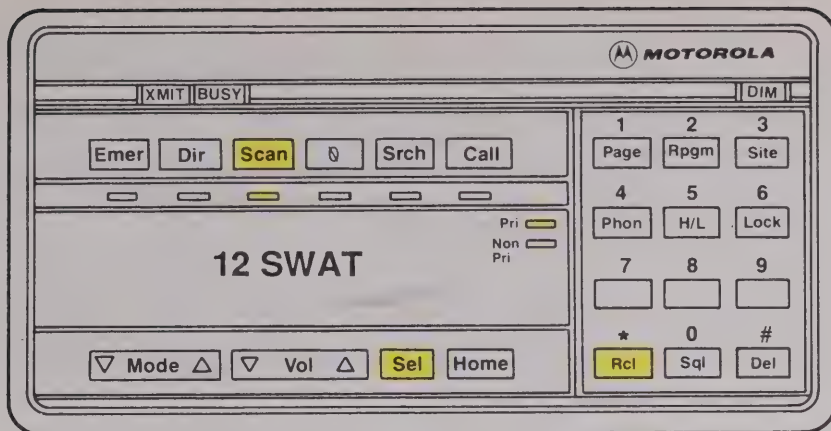 MOTOROLA
XMIT BUSY DIM
1 2 3
Emer Dir Scan Srch Call Page Rpgm Site
4 5 6
Pri Phon H/L Lock
Non
Pri
12 SWAT
7 8 9
* 0 #
▽ Mode △ ▽ Vol △ Sel Home Rcl Sql Del